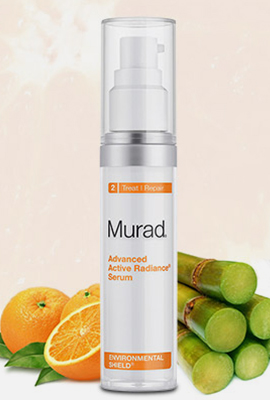 2 Treat | Repair
Murad.
Advanced
Active Radiance®
Serum
ENVIRONMENTAL
SHIELD®